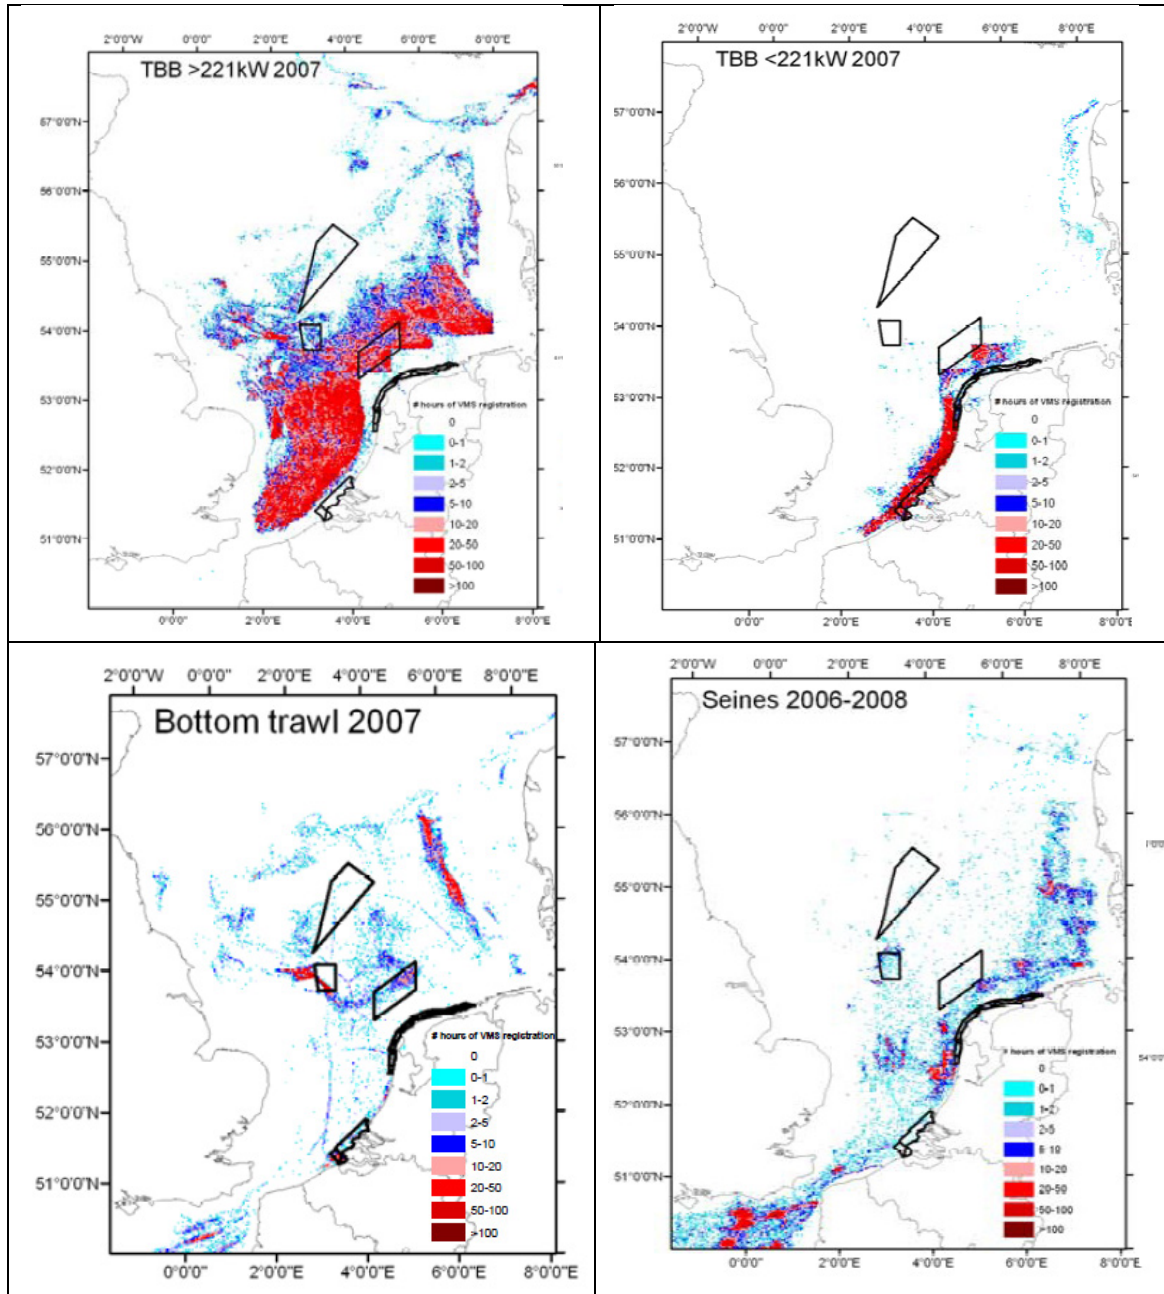 2°0'0"W 0°0'0" 2°0'0"E 4°0'0"E 6°0'0"E 8°0'0"E
TBB >221kW 2007
57°0'0"N
56°0'0"N
55°0'0"N
54°0'0"N
53°0'0"N
52°0'0"N
51°0'0"N
# hours of VMS registration
0
0-1
1-2
2-5
5-10
10-20
20-50
50-100
>100
0°0'0" 2°0'0"E 4°0'0"E 6°0'0"E 8°0'0"E
2°0'0"W 0°0'0" 2°0'0"E 4°0'0"E 6°0'0"E 8°0'0"E
TBB <221kW 2007
57°0'0"N
56°0'0"N
55°0'0"N
54°0'0"N
53°0'0"N
52°0'0"N
51°0'0"N
# hours of VMS registration
0
0-1
1-2
2-5
5-10
10-20
20-50
50-100
>100
0°0'0" 2°0'0"E 4°0'0"E 6°0'0"E 8°0'0"E
2°0'0"W 0°0'0" 2°0'0"E 4°0'0"E 6°0'0"E 8°0'0"E
Bottom trawl 2007
57°0'0"N
56°0'0"N
55°0'0"N
54°0'0"N
53°0'0"N
52°0'0"N
51°0'0"N
# hours of VMS registration
0
0-1
1-2
2-5
5-10
10-20
20-50
50-100
>100
0°0'0"E 2°0'0"E 4°0'0"E 6°0'0"E 8°0'0"E
2°0'0"W 0°0'0" 2°0'0"E 4°0'0"E 6°0'0"E 8°0'0"E
Seines 2006-2008
57°0'0"N
56°0'0"N
55°0'0"N
54°0'0"N
53°0'0"N
52°0'0"N
51°0'0"N
# hours of VMS registration
0
0-1
1-2
2-5
5-10
10-20
20-50
50-100
>100
0°0'0" 2°0'0"E 4°0'0"E 6°0'0"E 8°0'0"E